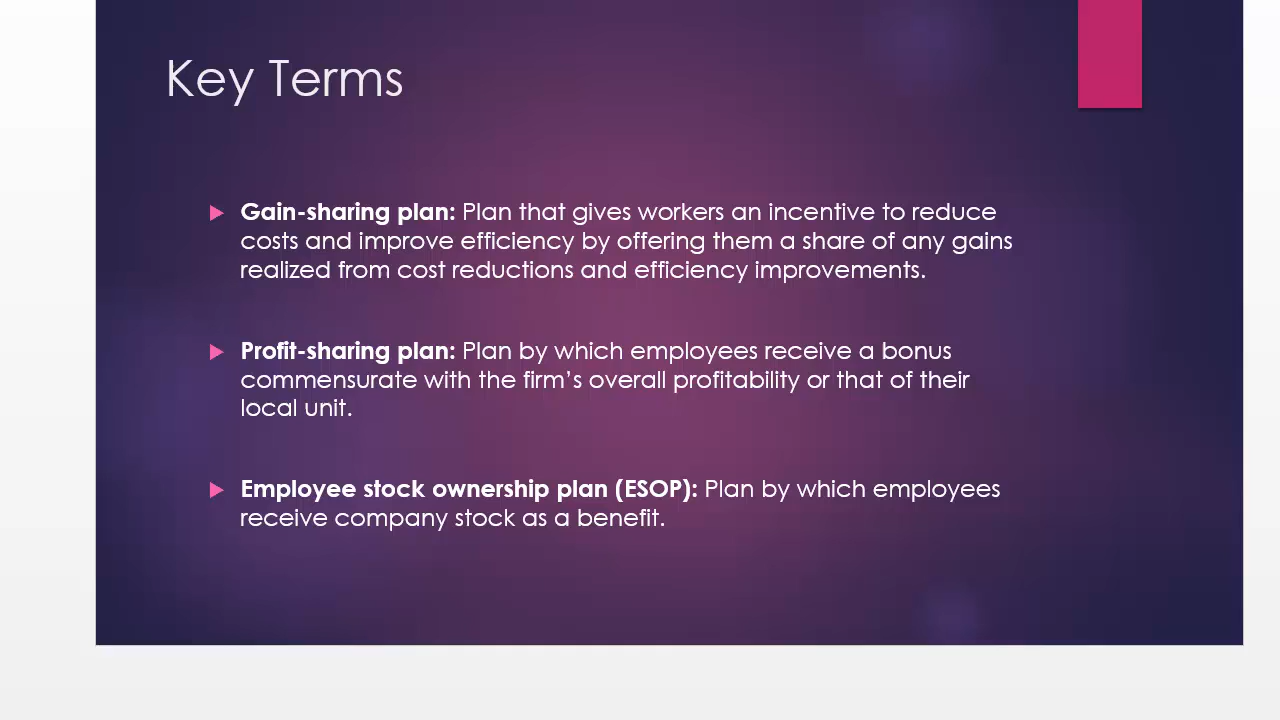 Key Terms
Gain-sharing plan: Plan that gives workers an incentive to reduce
costs and improve efficiency by offering them a share of any gains
realized from cost reductions and efficiency improvements.
Profit-sharing plan: Plan by which employees receive a bonus
commensurate with the firm’s overall profitability or that of their
local unit.
Employee stock ownership plan (ESOP): Plan by which employees
receive company stock as a benefit.